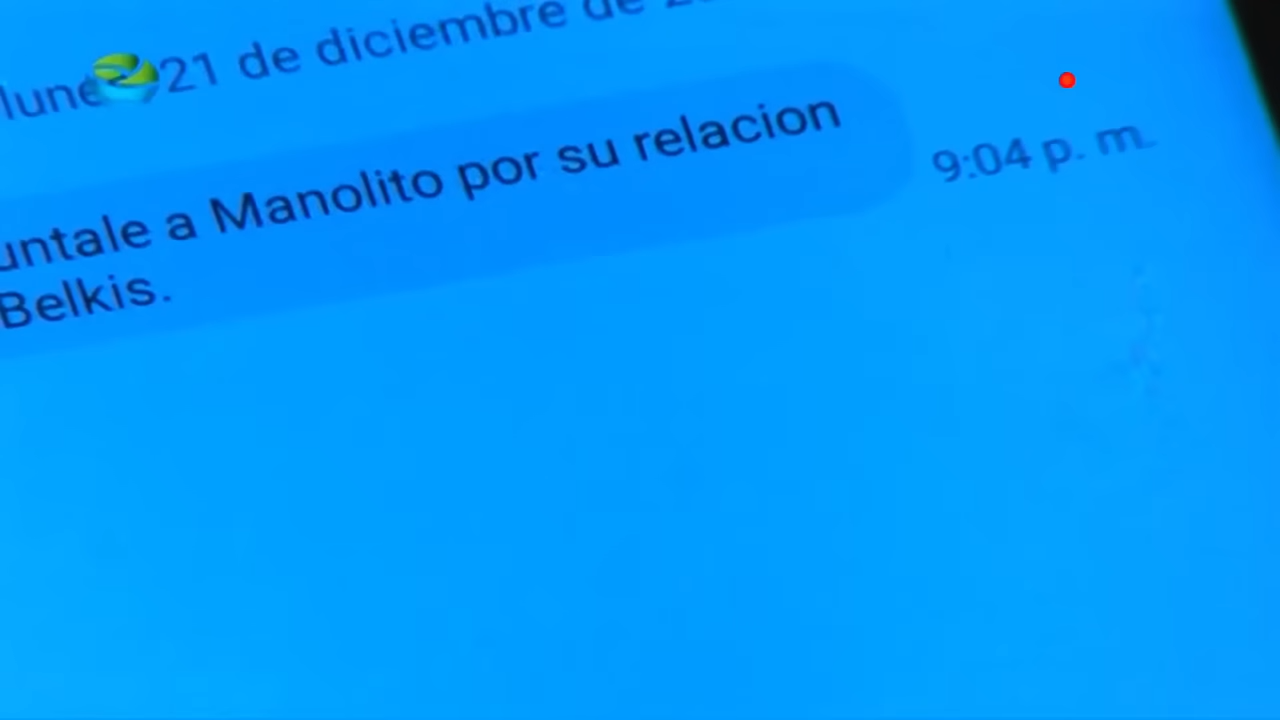 lune 21 de diciembre de
untale a Manolito por su relacion
Belkis.
9:04 p. m.